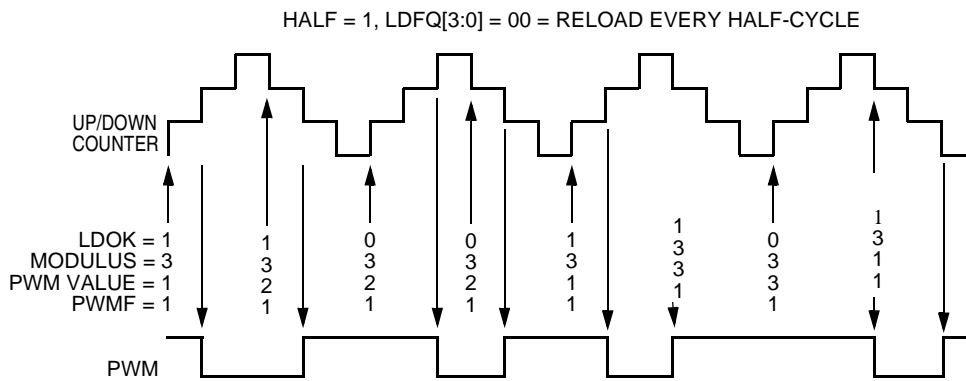 HALF = 1, LDFQ[3:0] = 00 = RELOAD EVERY HALF-CYCLE
UP/DOWN
COUNTER
LDOK = 1 1 0 0 1 1 0 1
MODULUS = 3 3 3 3 3 3 3 3
PWM VALUE = 1 2 2 2 1 3 3 1
PWMF = 1 1 1 1 1 1 1 1
PWM